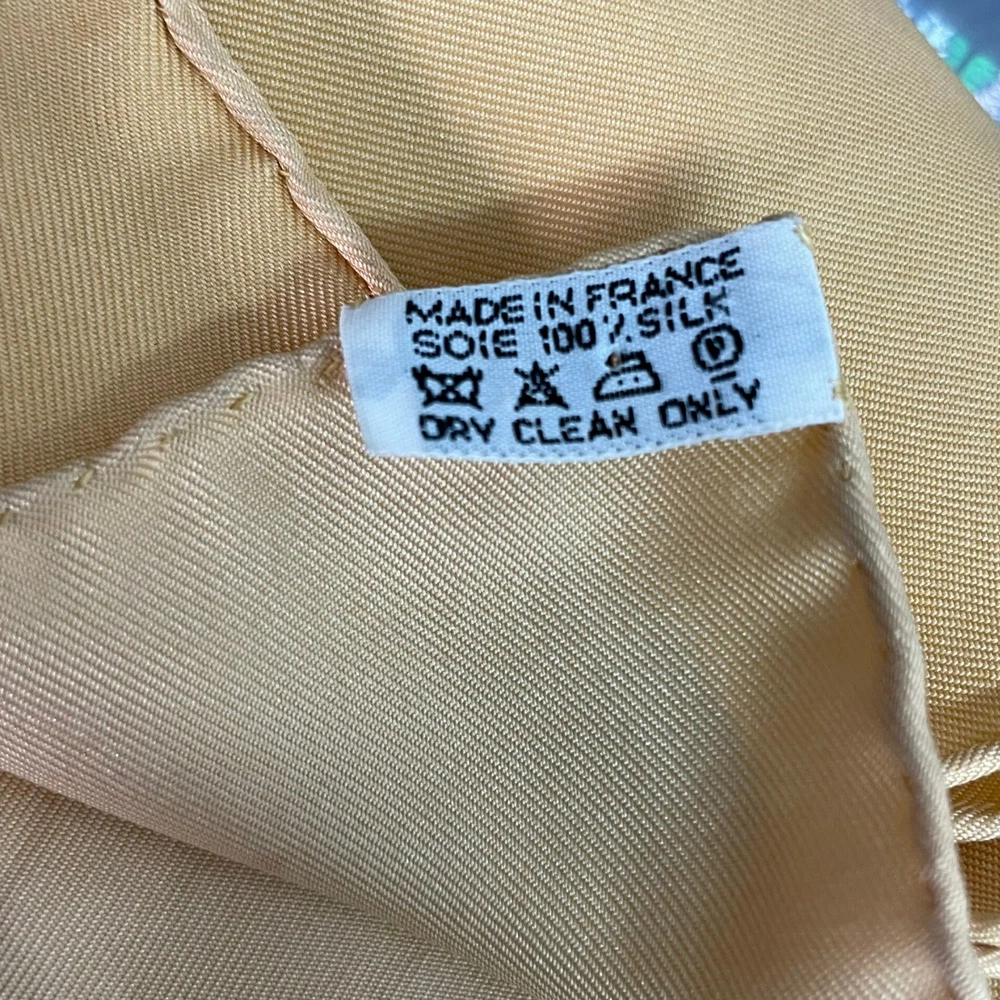 MADE IN FRANCE
SOIE 100% SILK
P
DRY CLEAN ONLY